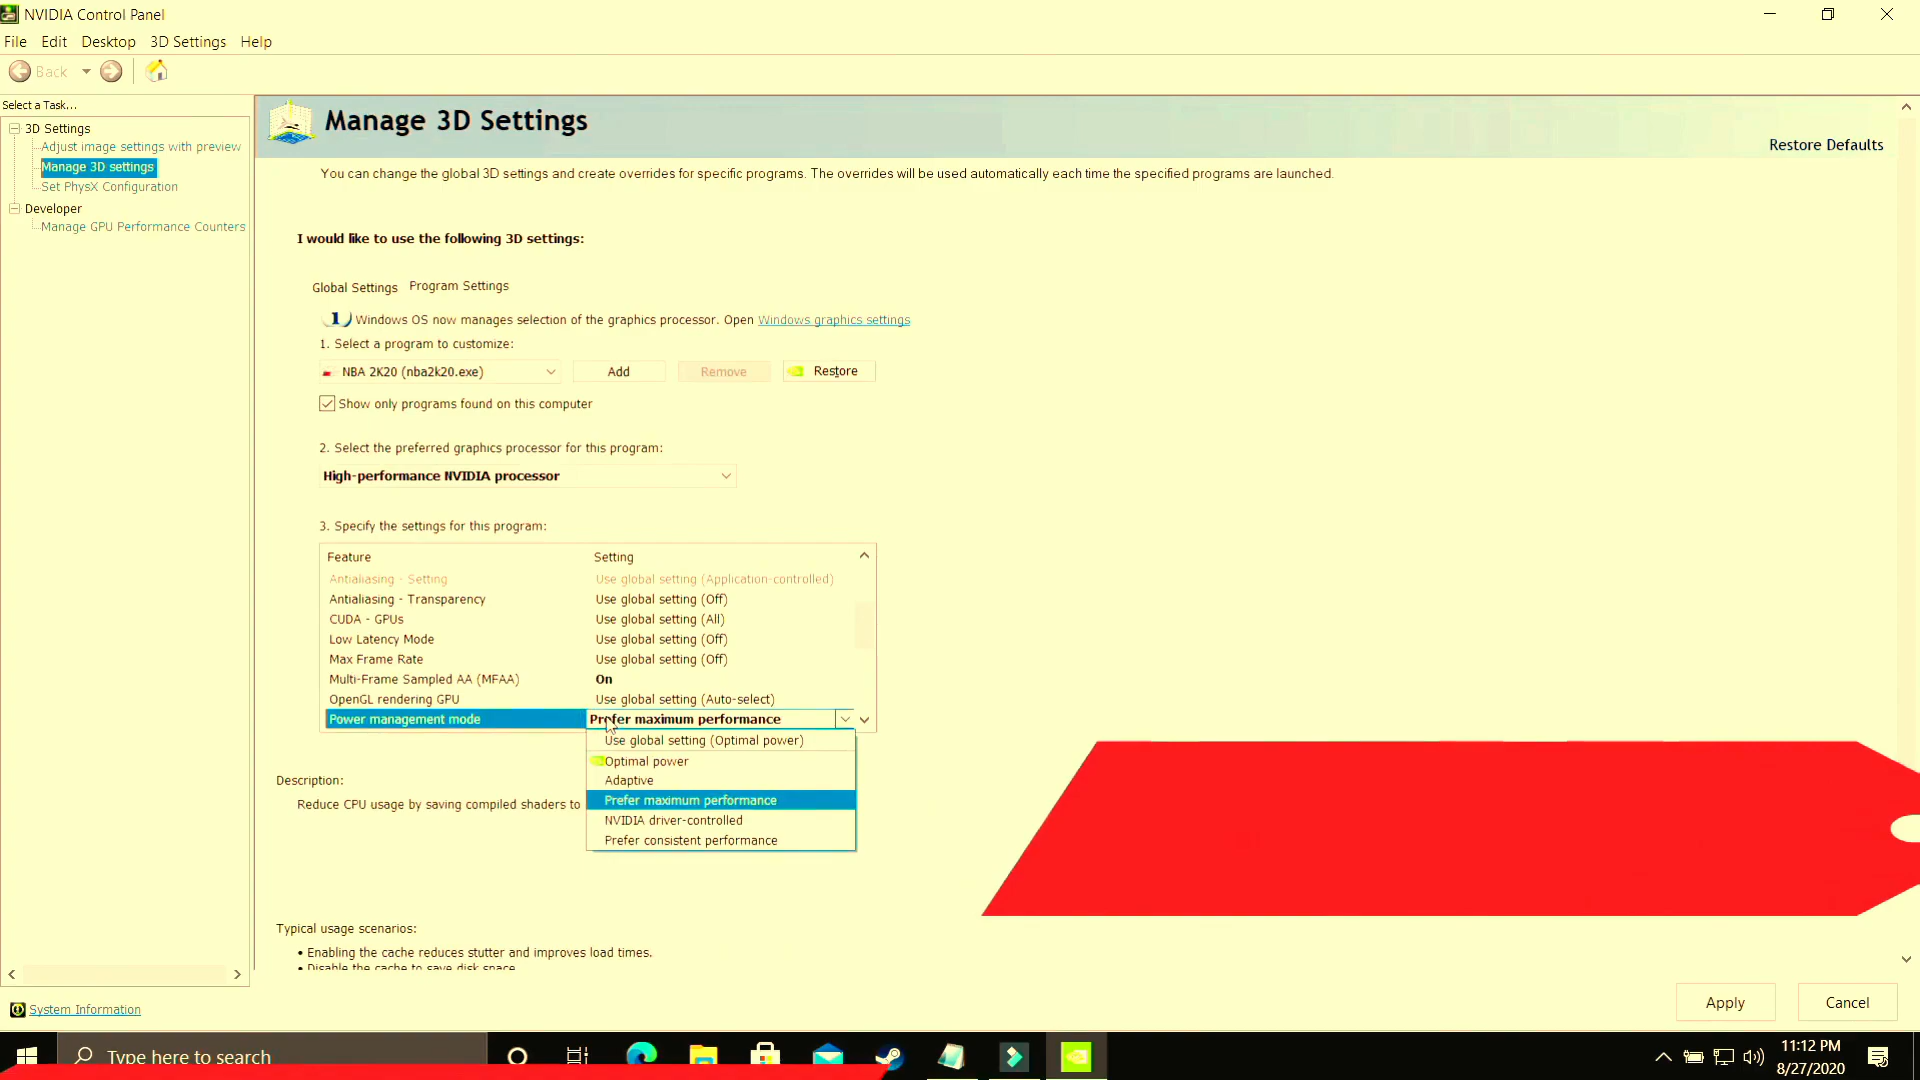 NVIDIA Control Panel
File Edit Desktop 3D Settings Help
Back
Select a Task...
3D Settings
Adjust image settings with preview
Manage 3D settings
Set PhysX Configuration
Developer
Manage GPU Performance Counters
System Information
Manage 3D Settings
Restore Defaults
You can change the global 3D settings and create overrides for specific programs. The overrides will be used automatically each time the specified programs are launched.
I would like to use the following 3D settings:
Global Settings Program Settings
Windows OS now manages selection of the graphics processor. Open Windows graphics settings
1. Select a program to customize:
NBA 2K20 (nba2k20.exe) Add Remove Restore
Show only programs found on this computer
2. Select the preferred graphics processor for this program:
High-performance NVIDIA processor
3. Specify the settings for this program:
Feature Setting
Antialiasing - Setting Use global setting (Application-controlled)
Antialiasing - Transparency Use global setting (Off)
CUDA - GPUs Use global setting (All)
Low Latency Mode Use global setting (Off)
Max Frame Rate Use global setting (Off)
Multi-Frame Sampled AA (MFAA) On
OpenGL rendering GPU Use global setting (Auto-select)
Power management mode Prefer maximum performance
Use global setting (Optimal power)
Optimal power
Adaptive
Prefer maximum performance
NVIDIA driver-controlled
Prefer consistent performance
Description:
Reduce CPU usage by saving compiled shaders to
Typical usage scenarios:
• Enabling the cache reduces stutter and improves load times.
• Disable the cache to save disk space
Apply Cancel
Type here to search
11:12 PM
8/27/2020